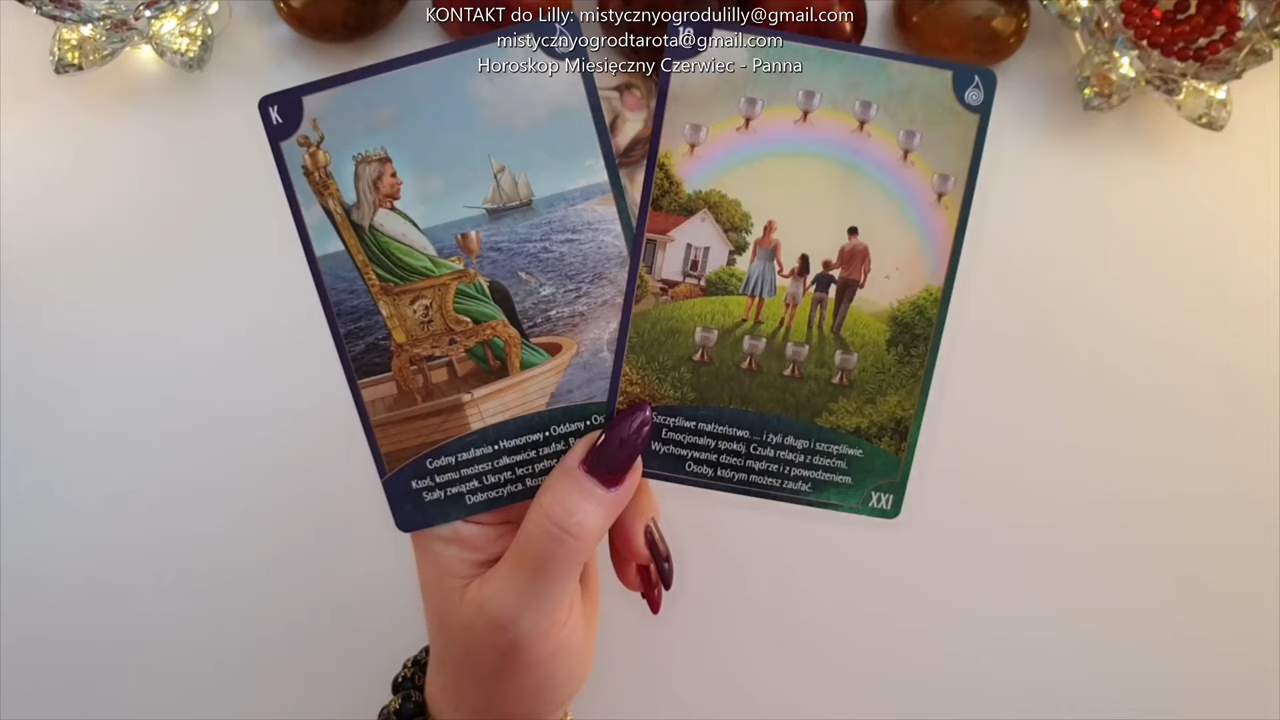 KONTAKT do Lilly: mistycznyogrodulilly@gmail.com
mistycznyogrodtarota@gmail.com
Horoskop Miesięczny Czerwiec - Panna
K
10
Godny zaufania • Honorowy • Oddany •
Ktoś, komu możesz całkowicie zaufać.
Stały związek. Ukryte, lecz pełne
Dobroczyńca.
Szczęśliwe małżeństwo. ... i żyli długo i szczęśliwie.
Emocjonalny spokój. Czuła relacja z dziećmi.
Wychowywanie dzieci mądrze i z powodzeniem.
Osoby, którym możesz zaufać.
XXI